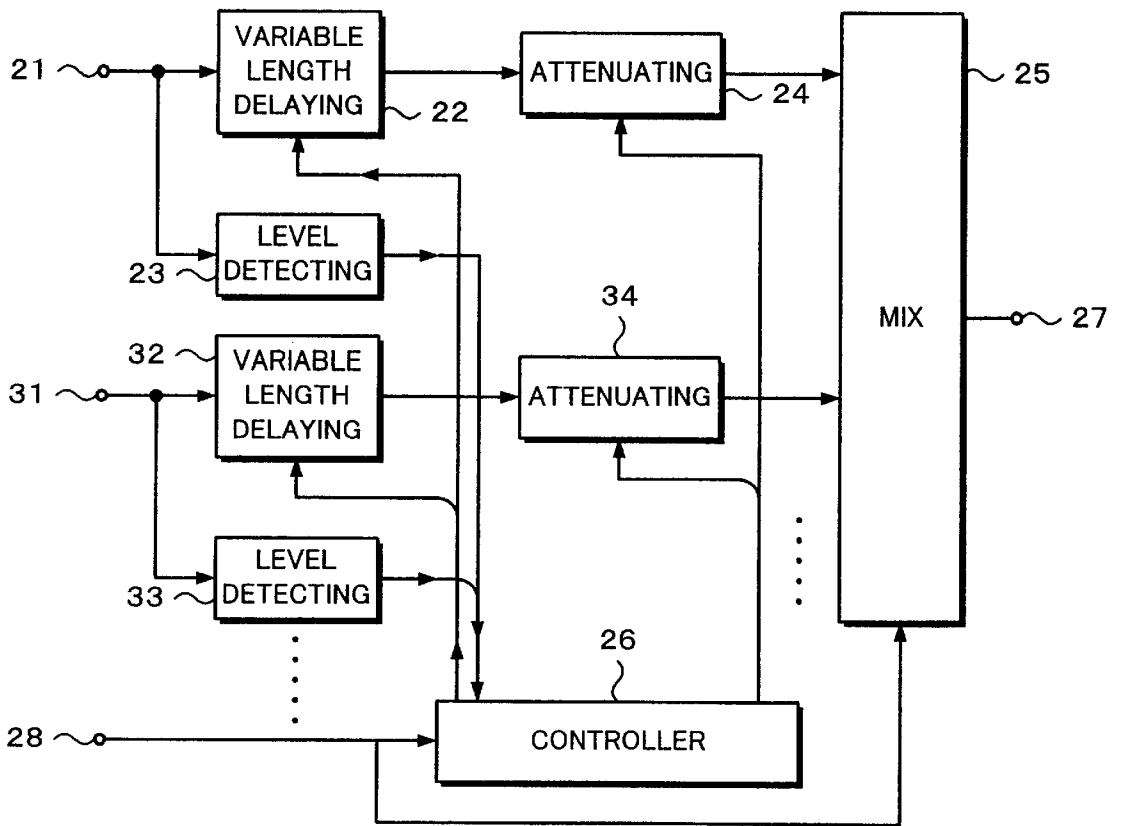 21
VARIABLE
LENGTH
DELAYING
22
ATTENUATING
24
25
LEVEL
DETECTING
23
34
MIX
27
32
31
VARIABLE
LENGTH
DELAYING
ATTENUATING
LEVEL
DETECTING
33
26
28
CONTROLLER